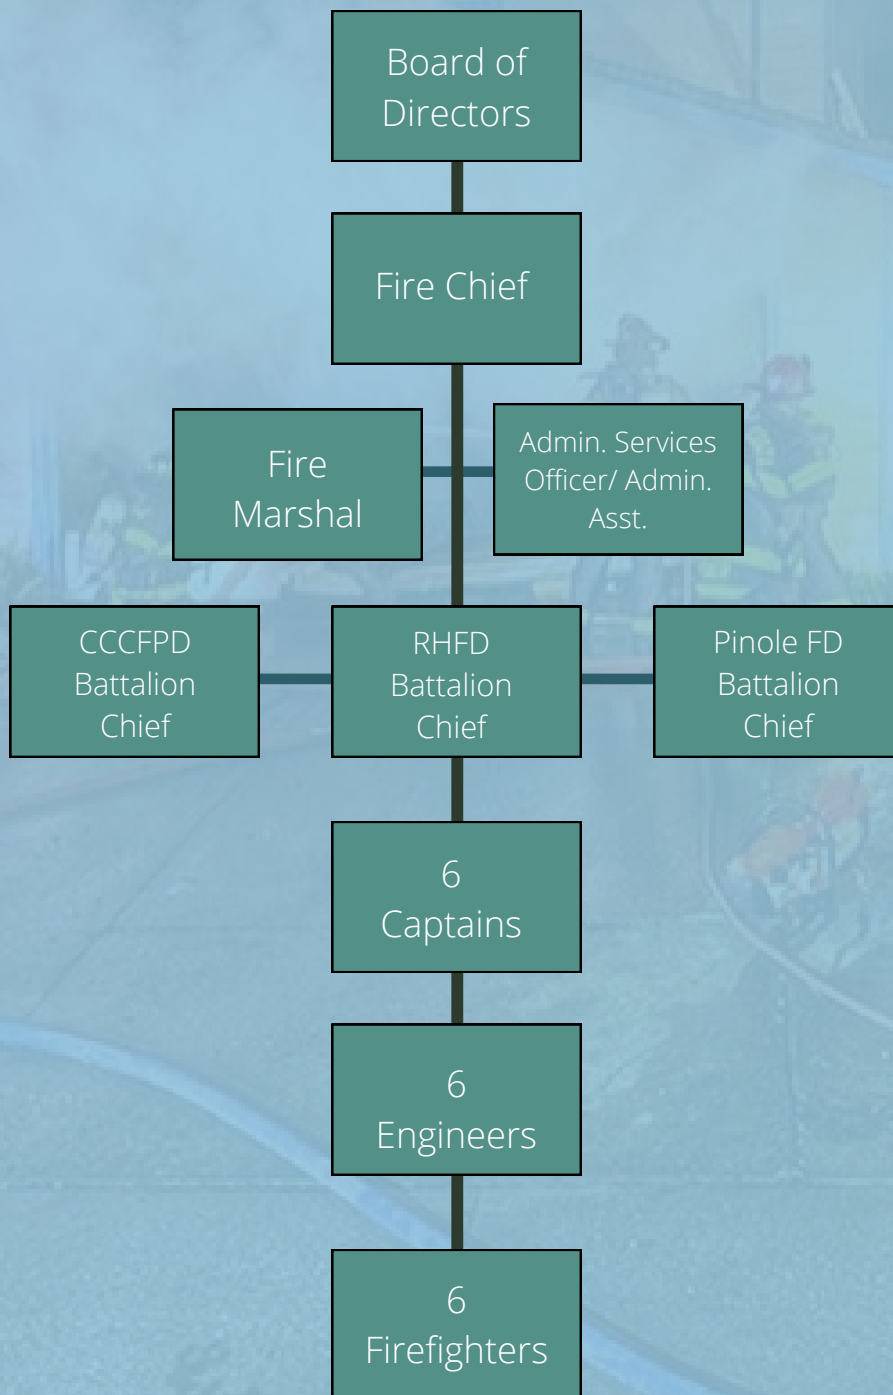 Board of
Directors
Fire Chief
Fire
Marshal
Admin. Services
Officer/ Admin.
Asst.
CCCFPD
Battalion
Chief
RHFD
Battalion
Chief
Pinole FD
Battalion
Chief
6
Captains
6
Engineers
6
Firefighters